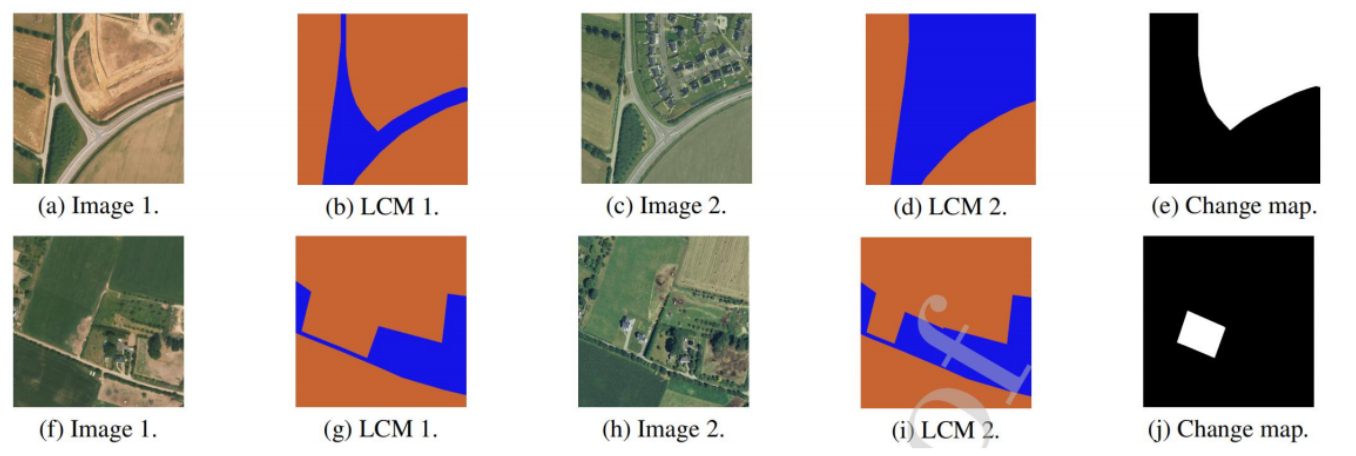 (a) Image 1.
(b) LCM 1.
(c) Image 2.
(d) LCM 2.
(e) Change map.
(f) Image 1.
(g) LCM 1.
(h) Image 2.
(i) LCM 2.
(j) Change map.